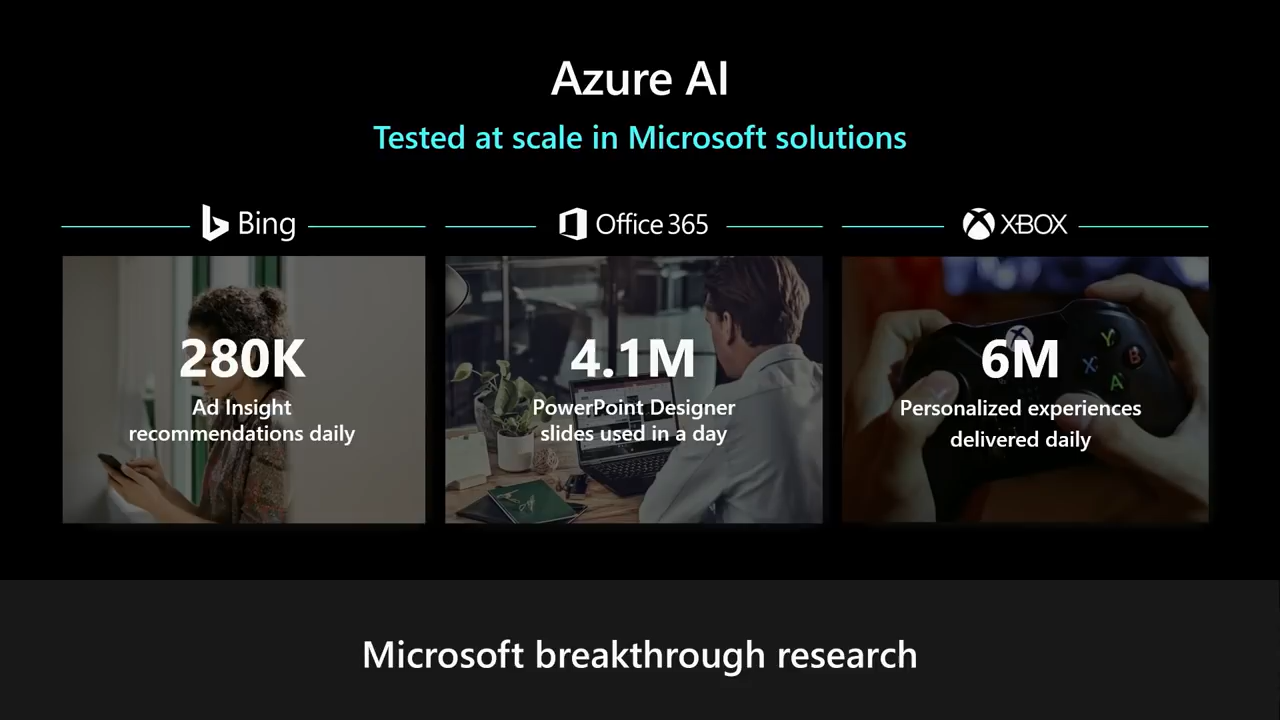 Azure AI
Tested at scale in Microsoft solutions
Bing
Office 365
XBOX
280K
Ad Insight
recommendations daily
4.1M
PowerPoint Designer
slides used in a day
6M
Personalized experiences
delivered daily
Y
X
B
A
Microsoft breakthrough research